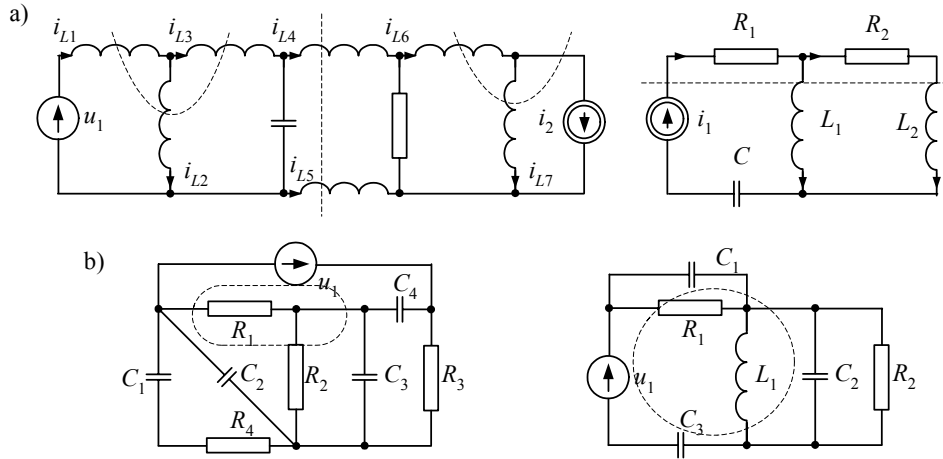 a)
i_L1 i_L3 i_L4 i_L6 R_1 R_2
u_1 i_2 i_1 L_1 L_2
C
i_L2 i_L5 i_L7
b)
u_1 C_4 C_1
R_1 R_1
C_1 C_2 R_2 C_3 R_3 u_1 L_1 C_2 R_2
R_4 C_3